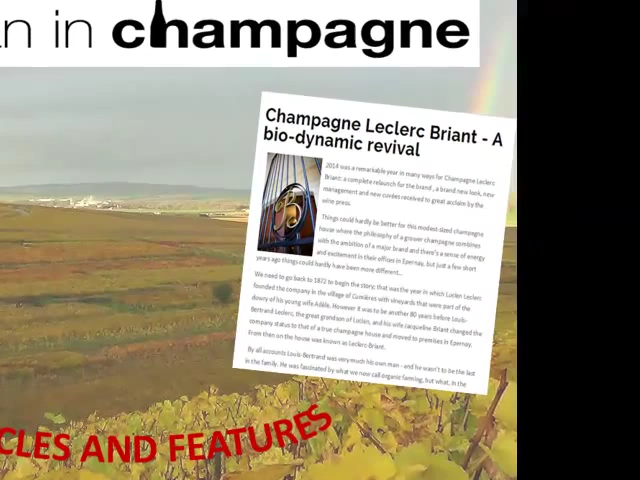 n in champagne
Champagne Leclerc Briant - A
bio-dynamic revival
2014 was a remarkable year in many ways for Champagne Leclerc
Briant: a complete relaunch for the brand, a brand new look, new
management and new cuvées received to great acclaim by the
wine press.
Things could hardly be better for this modest-sized champagne
house where the philosophy of a grower champagne combines
with the ambition of a major brand and there's a sense of energy
and excitement in their offices in Epernay, but just a few short
years ago things could hardly have been more different...
We need to go back to 1872 to begin the story; that was the year in which Lucien Leclerc
founded the company in the village of Cumières with vineyards that were part of the
dowry of his young wife Adèle. However it was to be another 80 years before Louis-
Bertrand Leclerc, the great grandson of Lucien, and his wife Jacqueline Briant changed the
company status to that of a true champagne house and moved to premises in Epernay.
From then on the house was known as Leclerc-Briant.
By all accounts Louis-Bertrand was very much his own man - and he wasn't to be the last
in the family. He was fascinated by what we now call organic farming, but what, in the
CLES AND FEATURES